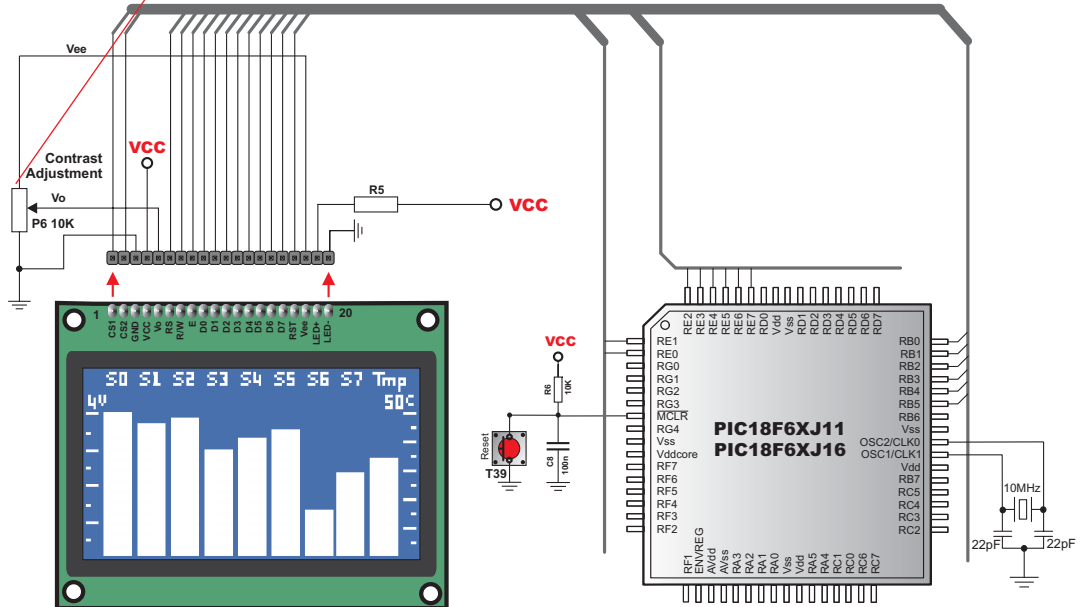 Vee
VCC
Contrast
Adjustment
Vo
P6 10K
R5
VCC
1
20
CS1
CS2
GND
VCC
Vo
RS
R/W
E
D0
D1
D2
D3
D4
D5
D6
D7
RST
Vee
LED+
LED-
S0 S1 S2 S3 S4 S5 S6 S7 Tmp
4V
50C
VCC
R6
10K
Reset
T39
C8
100n
RE2
RE3
RE4
RE5
RE6
RE7
RD0
Vdd
Vss
RD1
RD2
RD3
RD4
RD5
RD6
RD7
RE1
RE0
RG0
RG1
RG2
RG3
MCLR
RG4
Vss
Vddcore
RF7
RF6
RF5
RF4
RF3
RF2
PIC18F6XJ11
PIC18F6XJ16
RB0
RB1
RB2
RB3
RB4
RB5
RB6
Vss
OSC2/CLK0
OSC1/CLK1
Vdd
RB7
RC5
RC4
RC3
RC2
RF1
ENVREG
AVdd
AVss
RA3
RA2
RA1
RA0
Vss
Vdd
RA5
RA4
RC1
RC0
RC6
RC7
10MHz
22pF
22pF